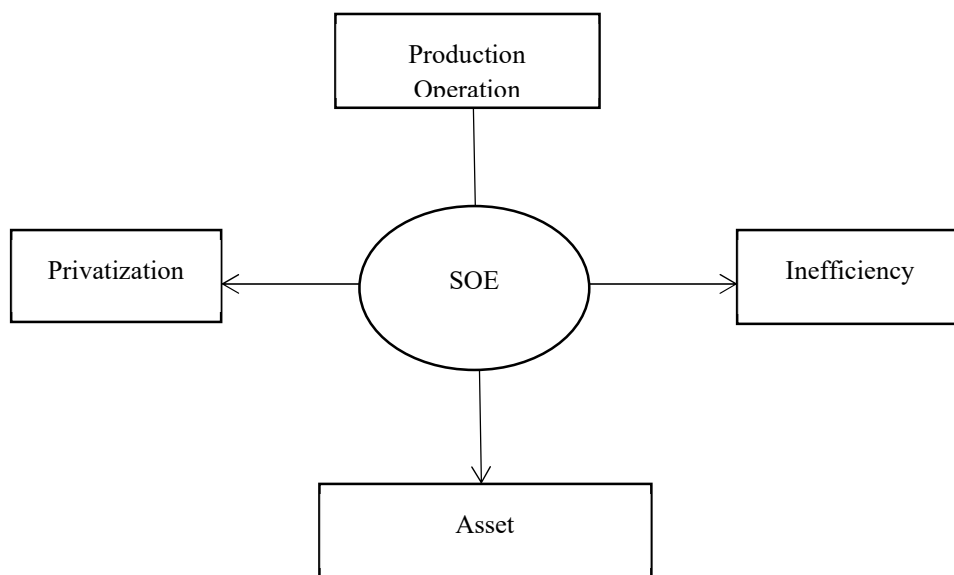 Production
Operation
Privatization
SOE
Inefficiency
Asset